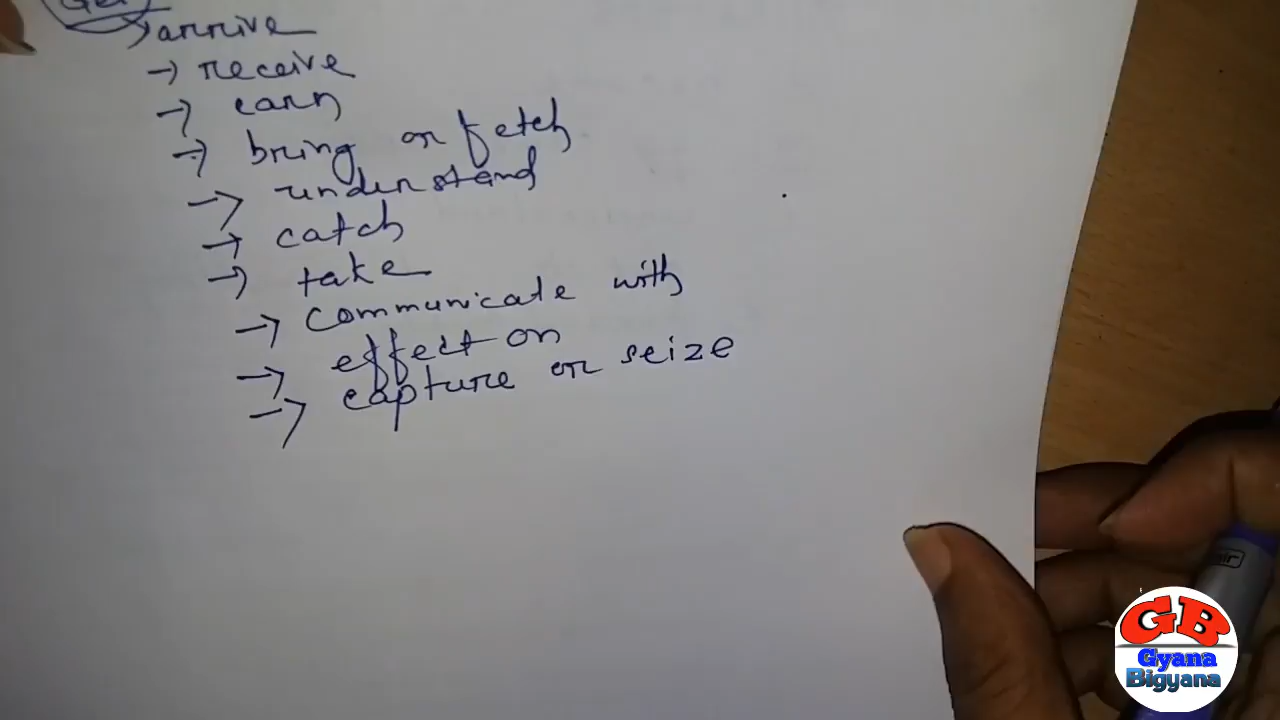 Get
→ arrive
→ receive
→ earn
→ bring or fetch
→ understand
→ catch
→ take
→ communicate with
→ effect on
→ capture or seize
GB
Gyana
Bigyana